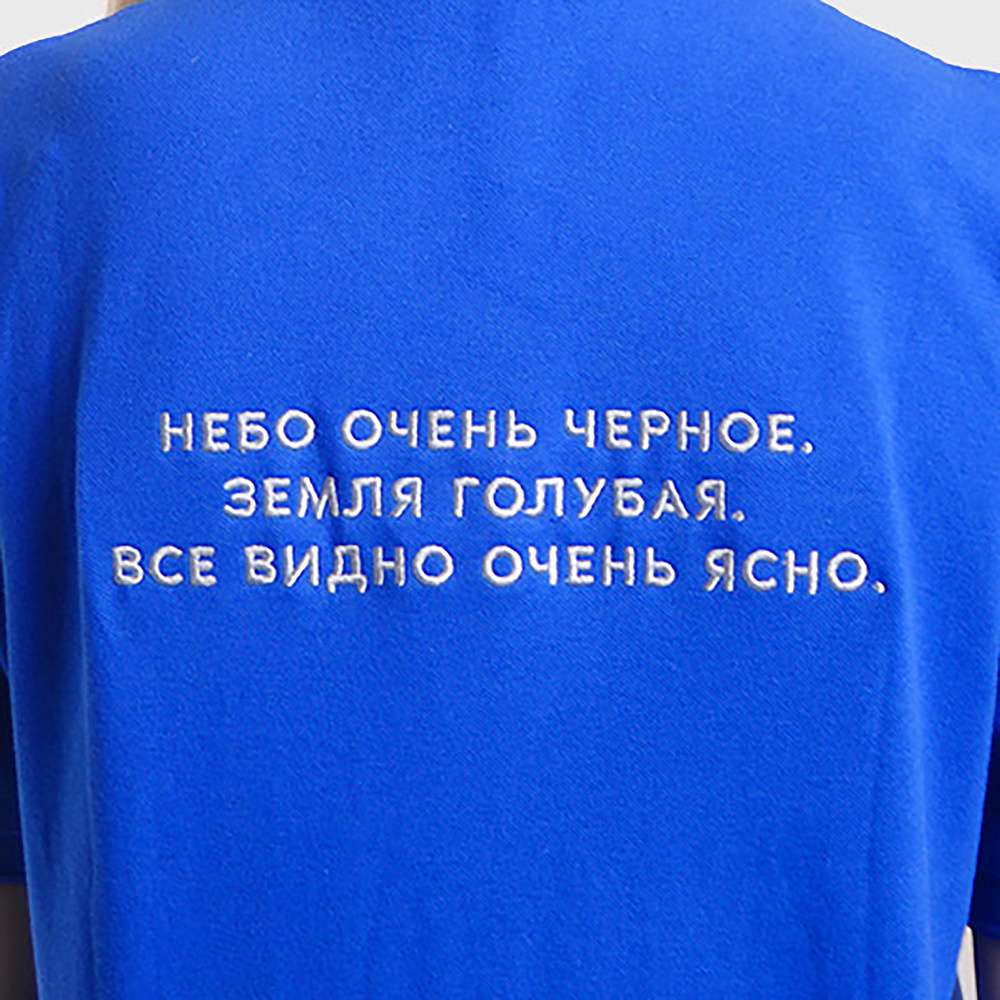 НЕБО ОЧЕНЬ ЧЕРНОЕ.
ЗЕМЛЯ ГОЛУБАЯ.
ВСЕ ВИДНО ОЧЕНЬ ЯСНО.